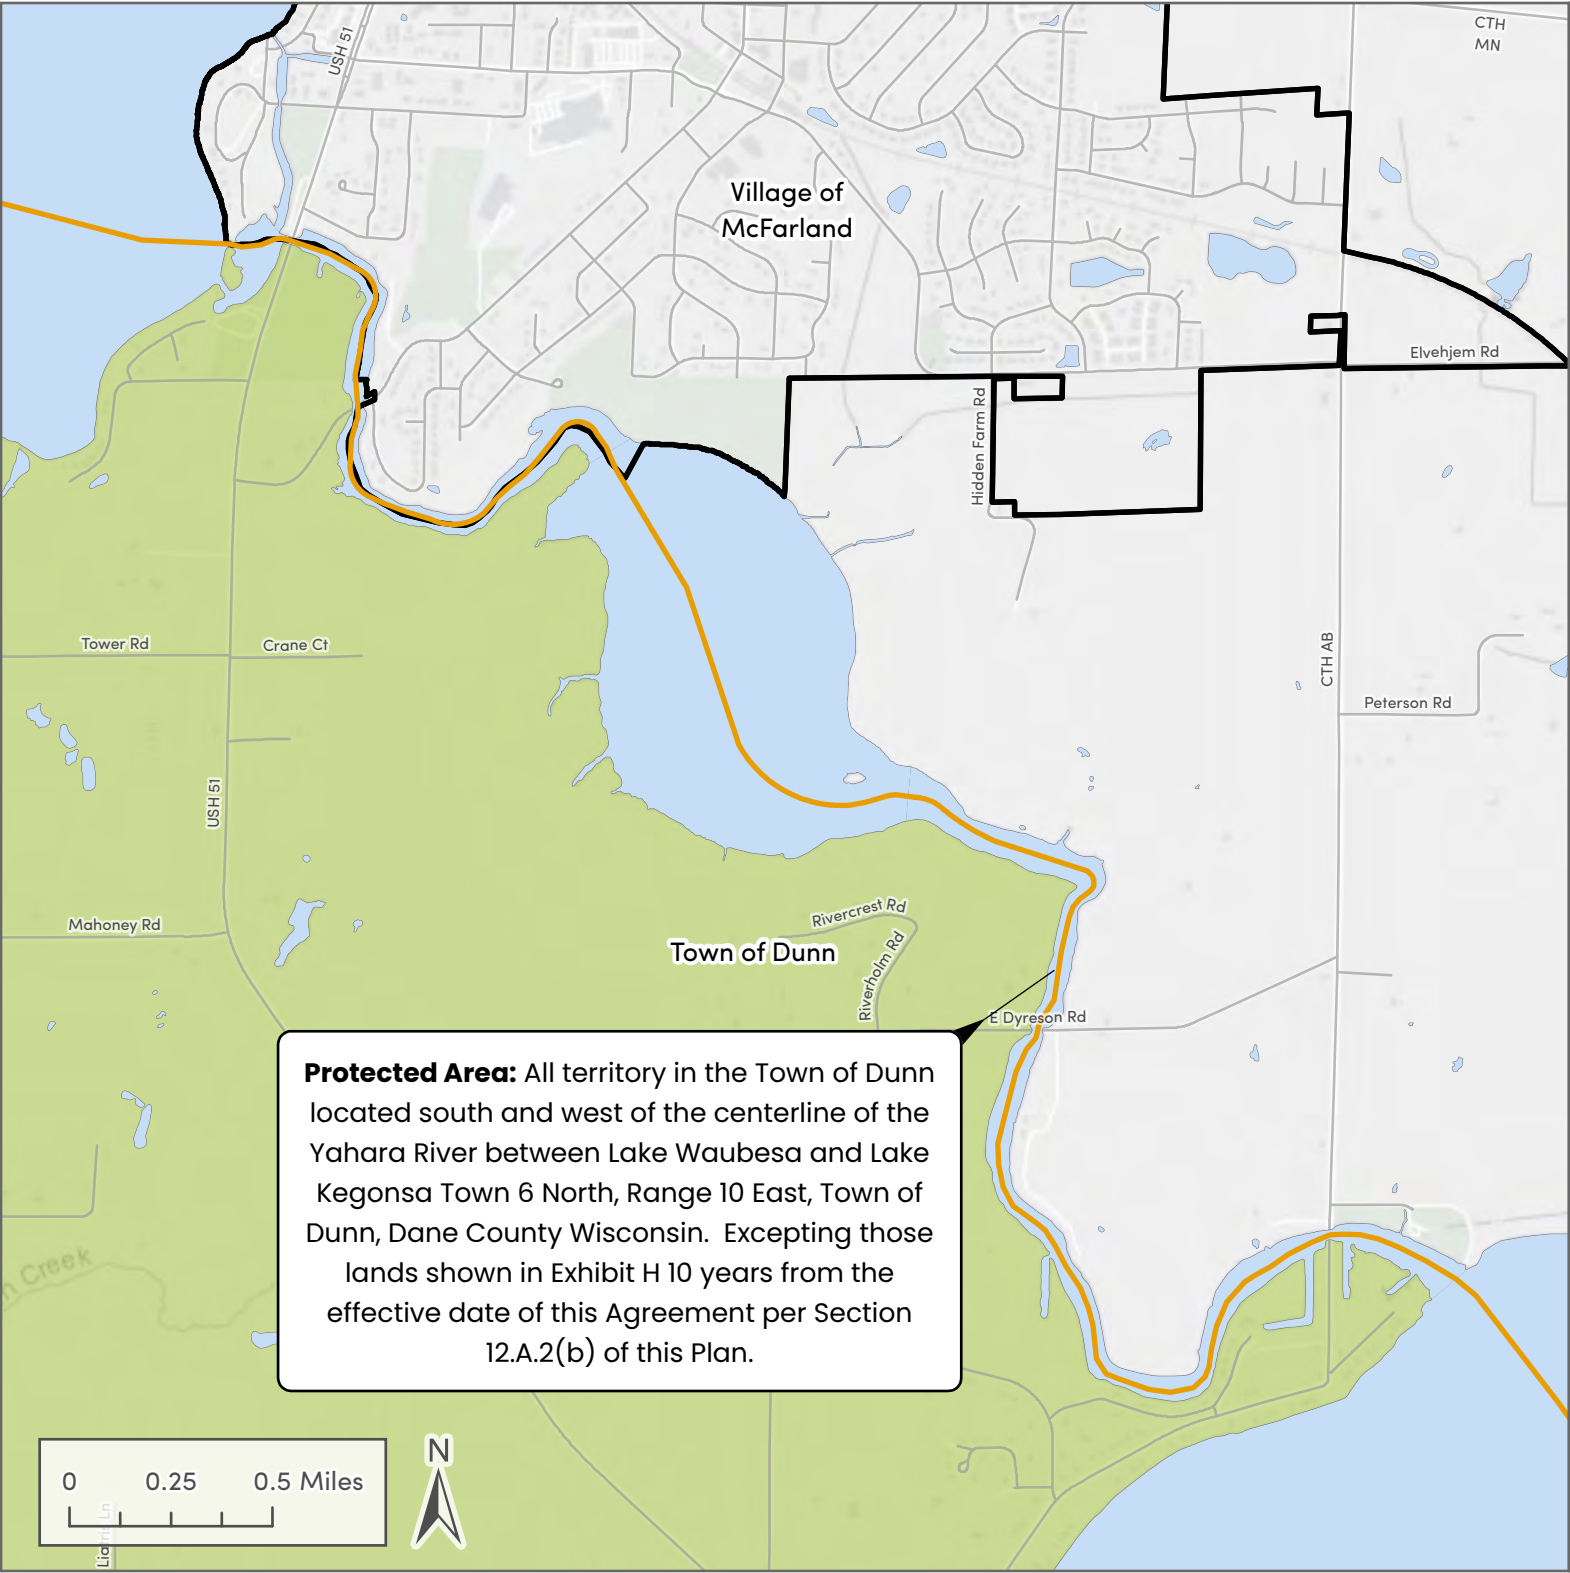 CTH
MN
USH 51
Village of
McFarland
Elvehjem Rd
Hidden Farm Rd
Tower Rd
Crane Ct
CTH AB
Peterson Rd
USH 51
Mahoney Rd
Rivercrest Rd
Town of Dunn
Riverholm Rd
E Dyreson Rd
Protected Area: All territory in the Town of Dunn
located south and west of the centerline of the
Yahara River between Lake Waubesa and Lake
Kegonsa Town 6 North, Range 10 East, Town of
Dunn, Dane County Wisconsin.  Excepting those
lands shown in Exhibit H 10 years from the
effective date of this Agreement per Section
12.A.2(b) of this Plan.
Creek
N
0 0.25 0.5 Miles
Liatris Ln